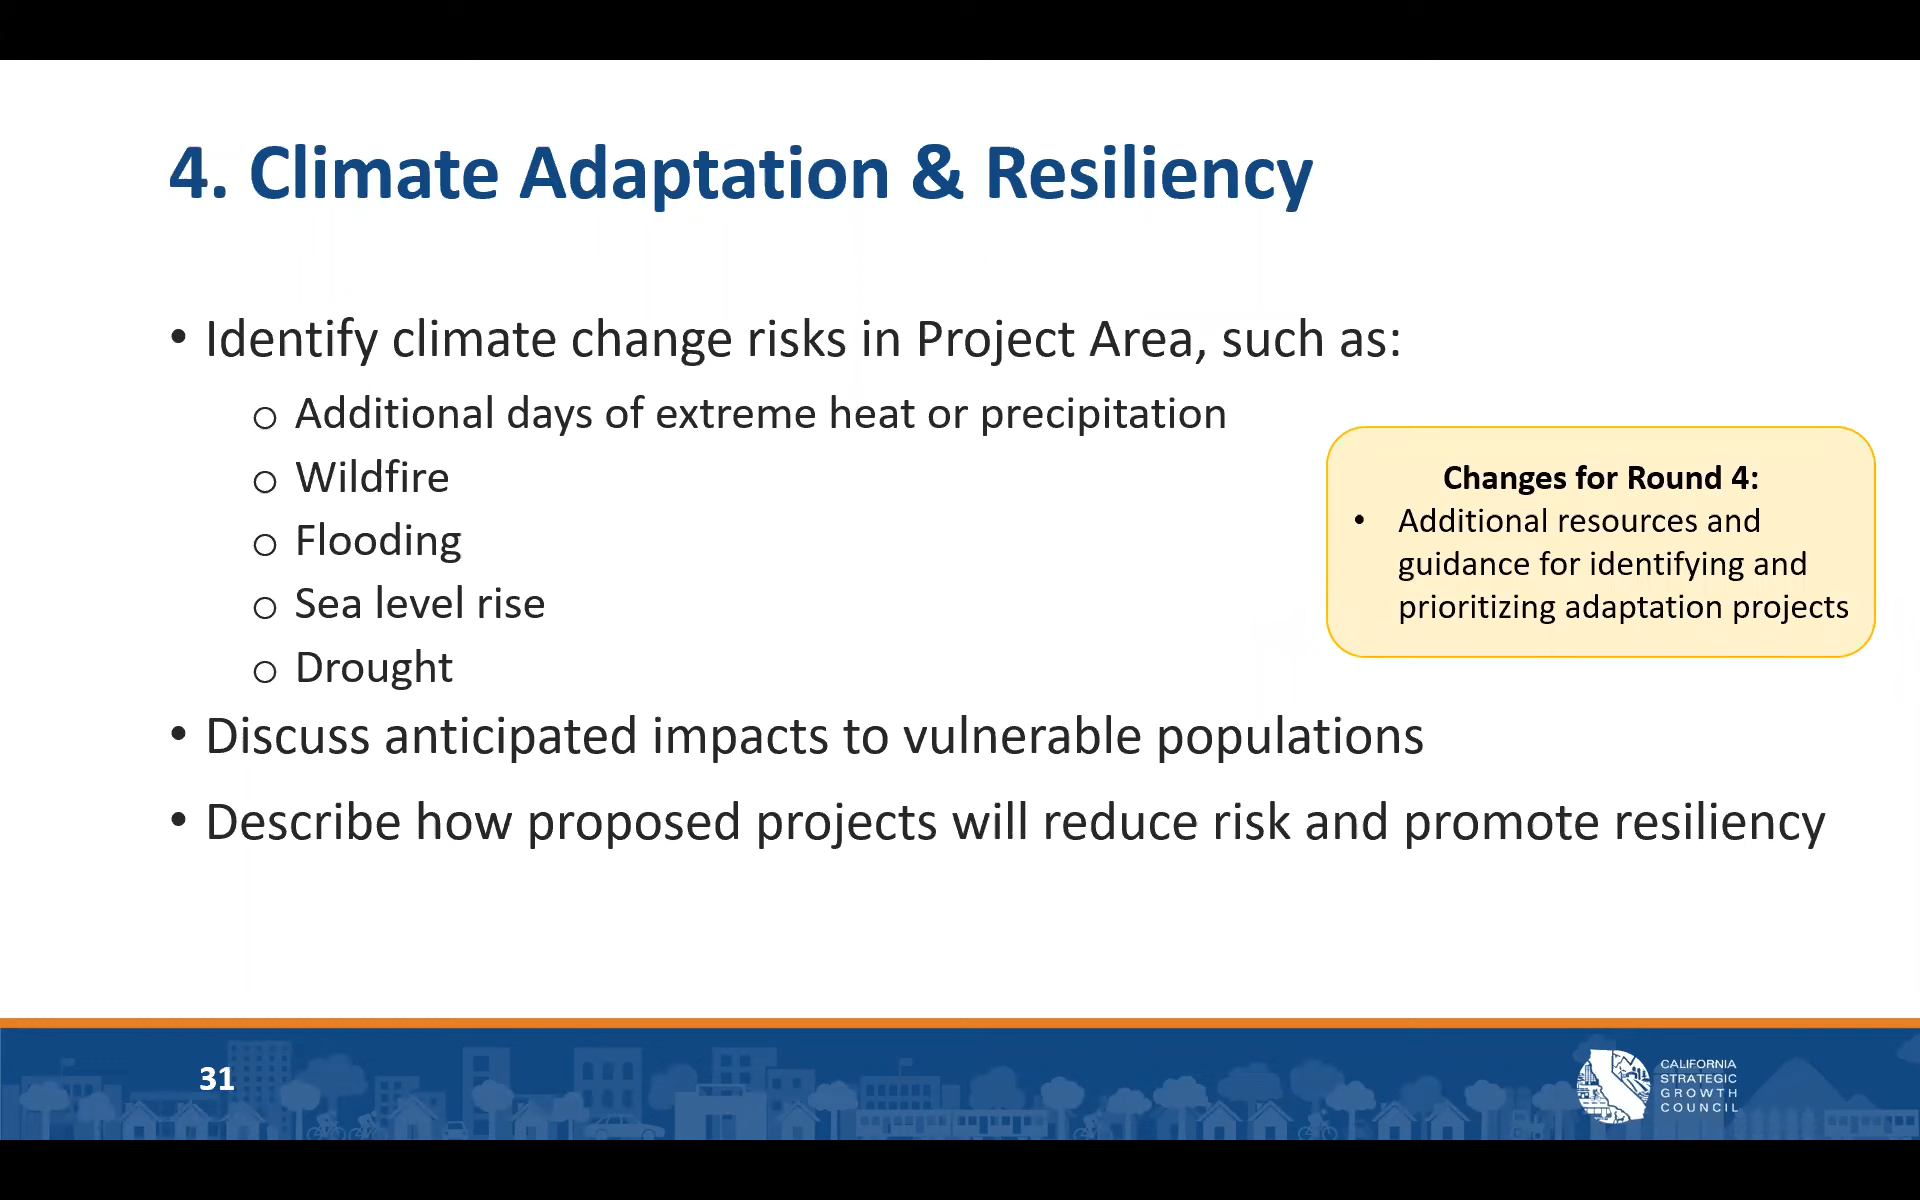 4. Climate Adaptation & Resiliency
• Identify climate change risks in Project Area, such as:
o Additional days of extreme heat or precipitation
o Wildfire
o Flooding
o Sea level rise
o Drought
• Discuss anticipated impacts to vulnerable populations
• Describe how proposed projects will reduce risk and promote resiliency
Changes for Round 4:
• Additional resources and
guidance for identifying and
prioritizing adaptation projects
31
CALIFORNIA
STRATEGIC
GROWTH
COUNCIL